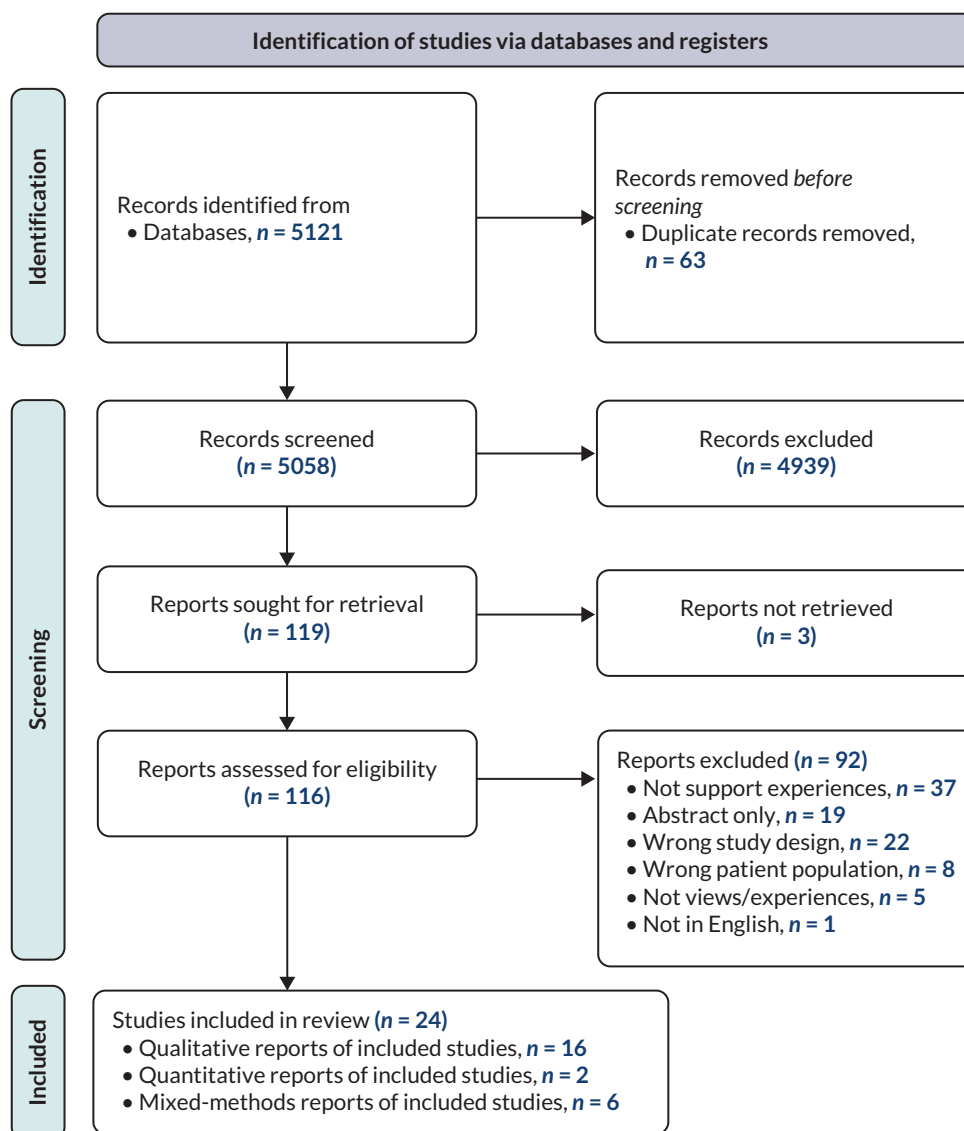 Identification of studies via databases and registers
Identification
Records identified from
• Databases, n = 5121
Records removed before
screening
• Duplicate records removed,
n = 63
Screening
Records screened
(n = 5058)
Records excluded
(n = 4939)
Reports sought for retrieval
(n = 119)
Reports not retrieved
(n = 3)
Reports assessed for eligibility
(n = 116)
Reports excluded (n = 92)
• Not support experiences, n = 37
• Abstract only, n = 19
• Wrong study design, n = 22
• Wrong patient population, n = 8
• Not views/experiences, n = 5
• Not in English, n = 1
Included
Studies included in review (n = 24)
• Qualitative reports of included studies, n = 16
• Quantitative reports of included studies, n = 2
• Mixed-methods reports of included studies, n = 6